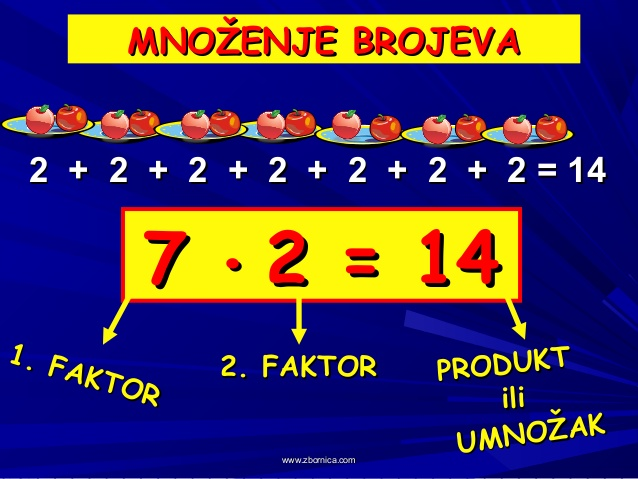 MNOŽENJE BROJEVA
2 + 2 + 2 + 2 + 2 + 2 + 2 = 14
7 · 2 = 14
1. FAKTOR
2. FAKTOR
PRODUKT
ili
UMNOŽAK
www.zbornica.com